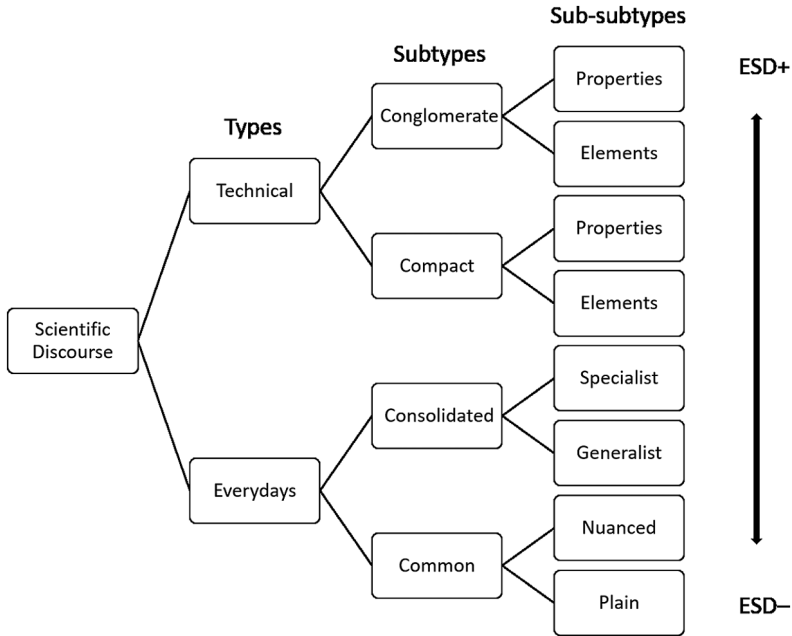 Sub-subtypes
Subtypes
Types
ESD+
Properties
Conglomerate
Elements
Technical
Properties
Compact
Elements
Scientific
Discourse
Specialist
Consolidated
Generalist
Everydays
Nuanced
Common
Plain
ESD–